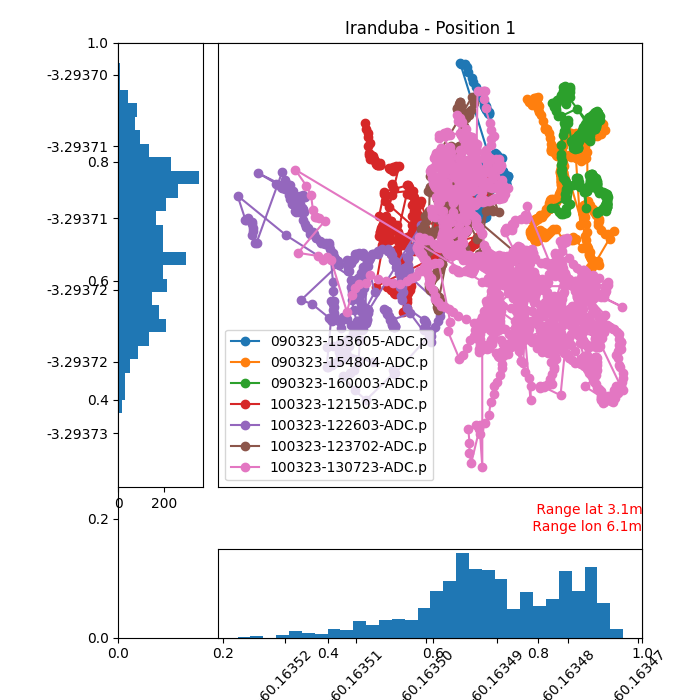 Iranduba - Position 1
1.0
-3.29370
-3.29371
0.8
-3.29371
0.6
-3.29372
-3.29372
0.4
-3.29373
090323-153605-ADC.p
090323-154804-ADC.p
090323-160003-ADC.p
100323-121503-ADC.p
100323-122603-ADC.p
100323-123702-ADC.p
100323-130723-ADC.p
0 200
0.2
Range lat 3.1m
Range lon 6.1m
0.0
0.0 0.2 0.4 0.6 0.8 1.0
60.16352 60.16351 60.16350 60.16349 60.16348 60.16347